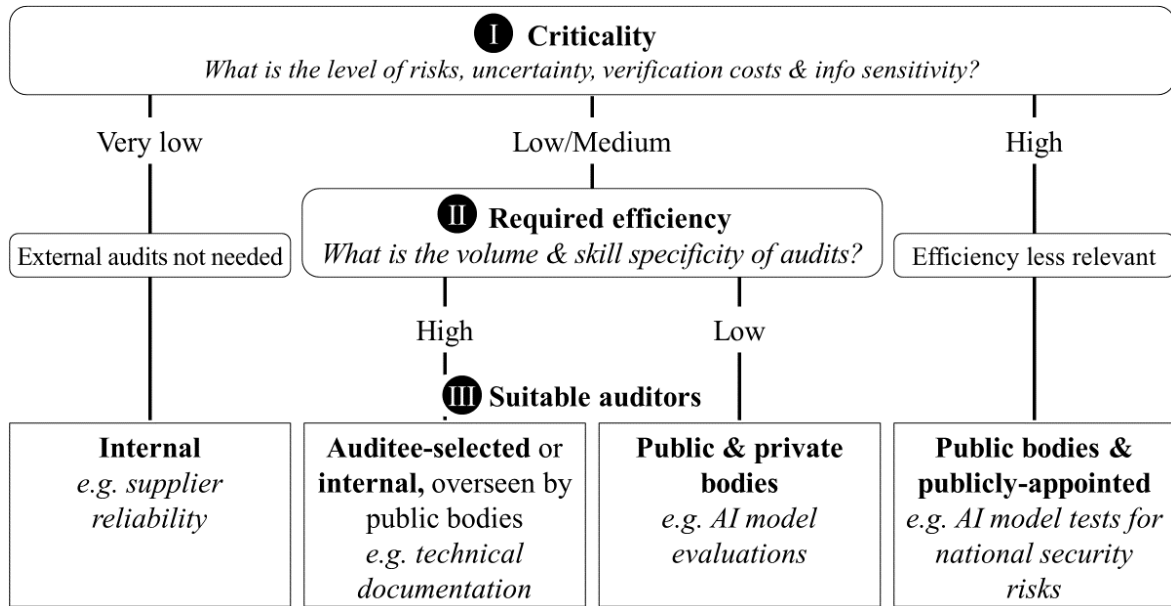 I Criticality
What is the level of risks, uncertainty, verification costs & info sensitivity?
Very low
Low/Medium
High
II Required efficiency
What is the volume & skill specificity of audits?
External audits not needed
Efficiency less relevant
High
Low
III Suitable auditors
Internal
e.g. supplier
reliability
Auditee-selected or
internal, overseen by
public bodies
e.g. technical
documentation
Public & private
bodies
e.g. AI model
evaluations
Public bodies &
publicly-appointed
e.g. AI model tests for
national security
risks